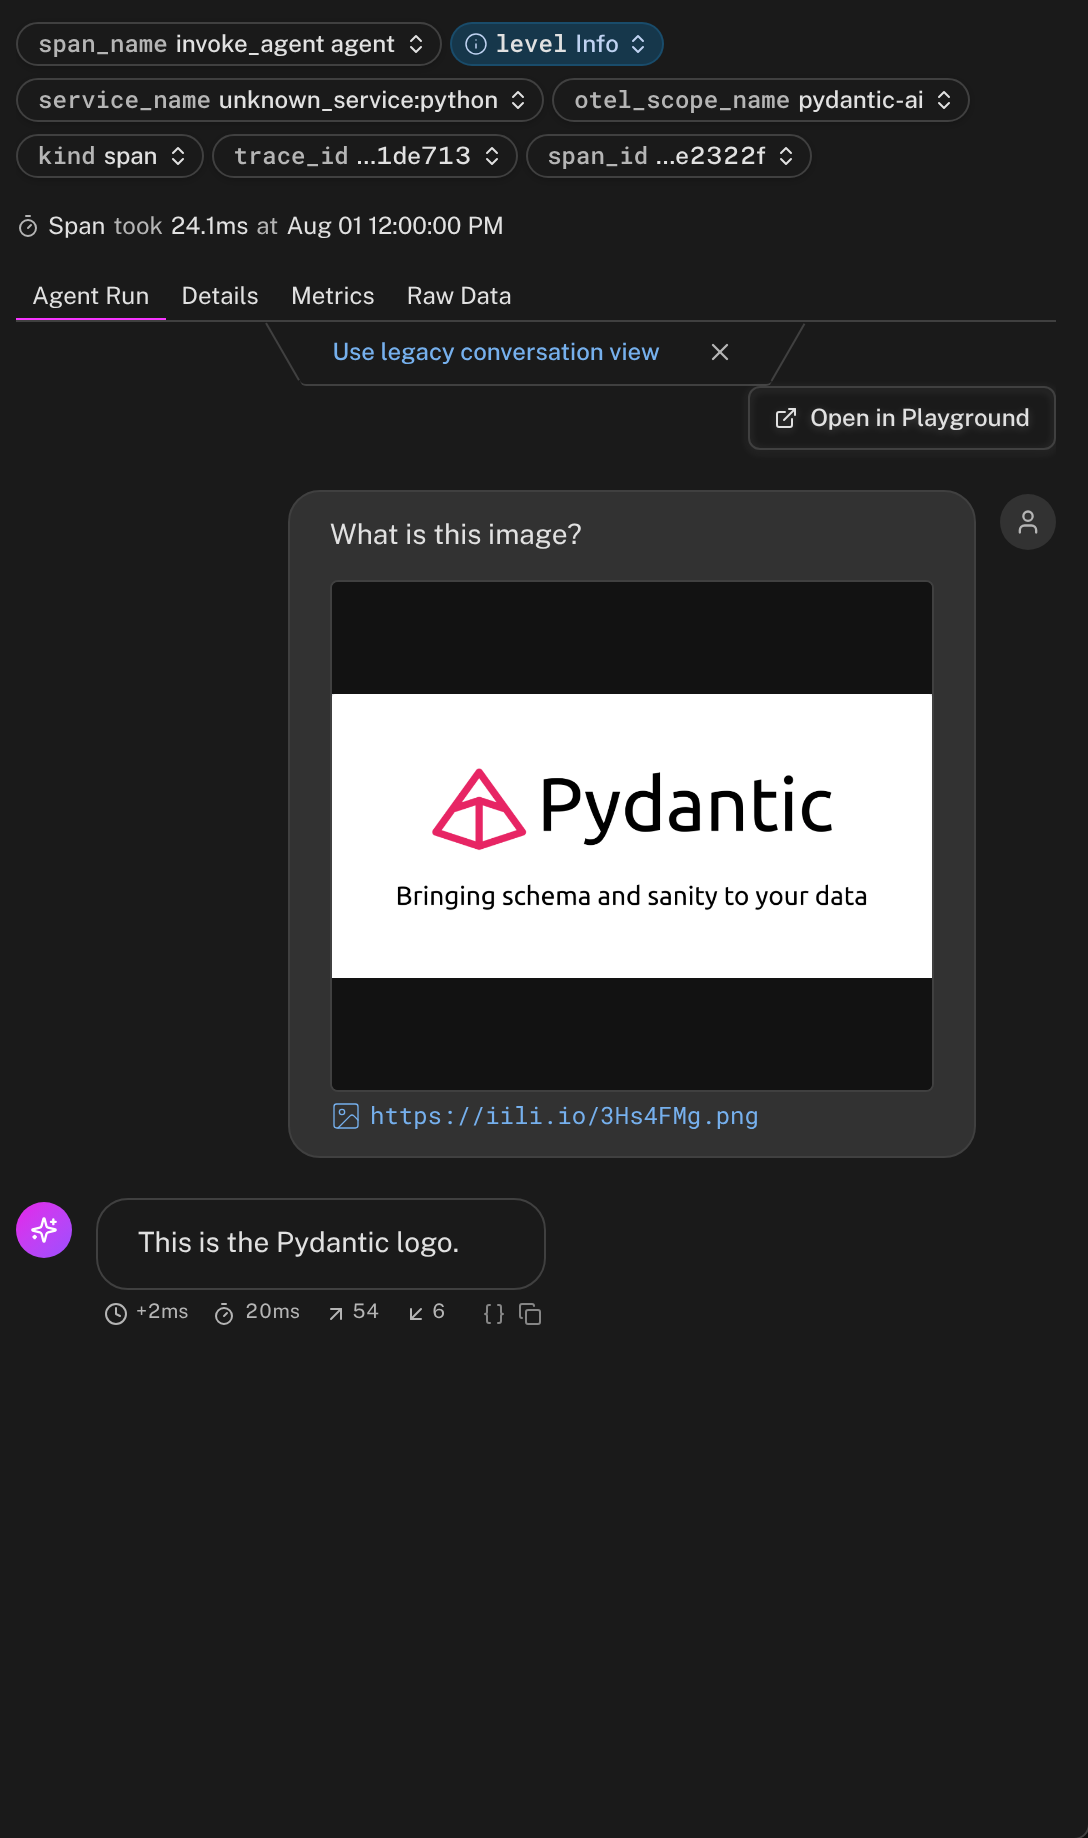 span_name invoke_agent agent level Info
service_name unknown_service:python otel_scope_name pydantic-ai
kind span trace_id ...1de713 span_id ...e2322f
Span took 24.1ms at Aug 01 12:00:00 PM
Agent Run Details Metrics Raw Data
Use legacy conversation view
Open in Playground
What is this image?
Pydantic
Bringing schema and sanity to your data
https://iili.io/3Hs4FMg.png
This is the Pydantic logo.
+2ms 20ms 54 6 {}